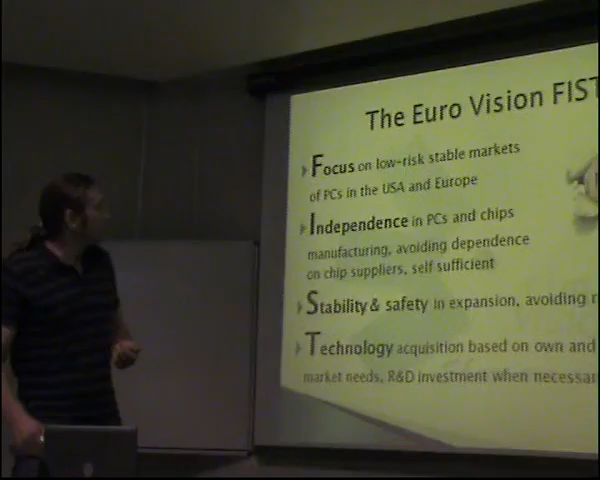 The Euro Vision FIST
Focus on low-risk stable markets
of PCs in the USA and Europe
Independence in PCs and chips
manufacturing, avoiding dependence
on chip suppliers, self sufficient
Stability & safety in expansion, avoiding
Technology acquisition based on own and
market needs, R&D investment when necessar